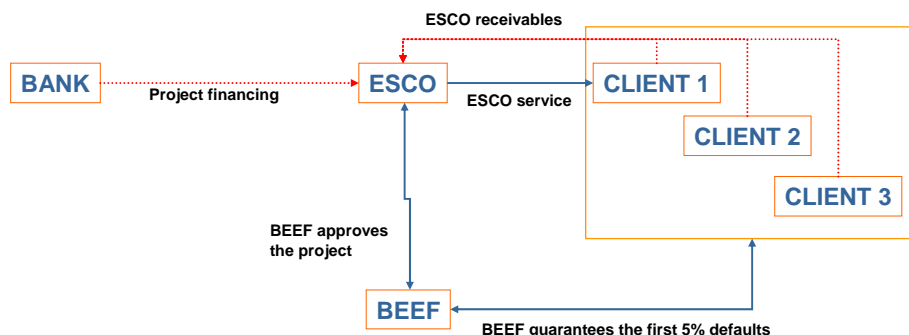 ESCO receivables
BANK
Project financing
ESCO
ESCO service
CLIENT 1
CLIENT 2
CLIENT 3
BEEF approves
the project
BEEF
BEEF guarantees the first 5% defaults